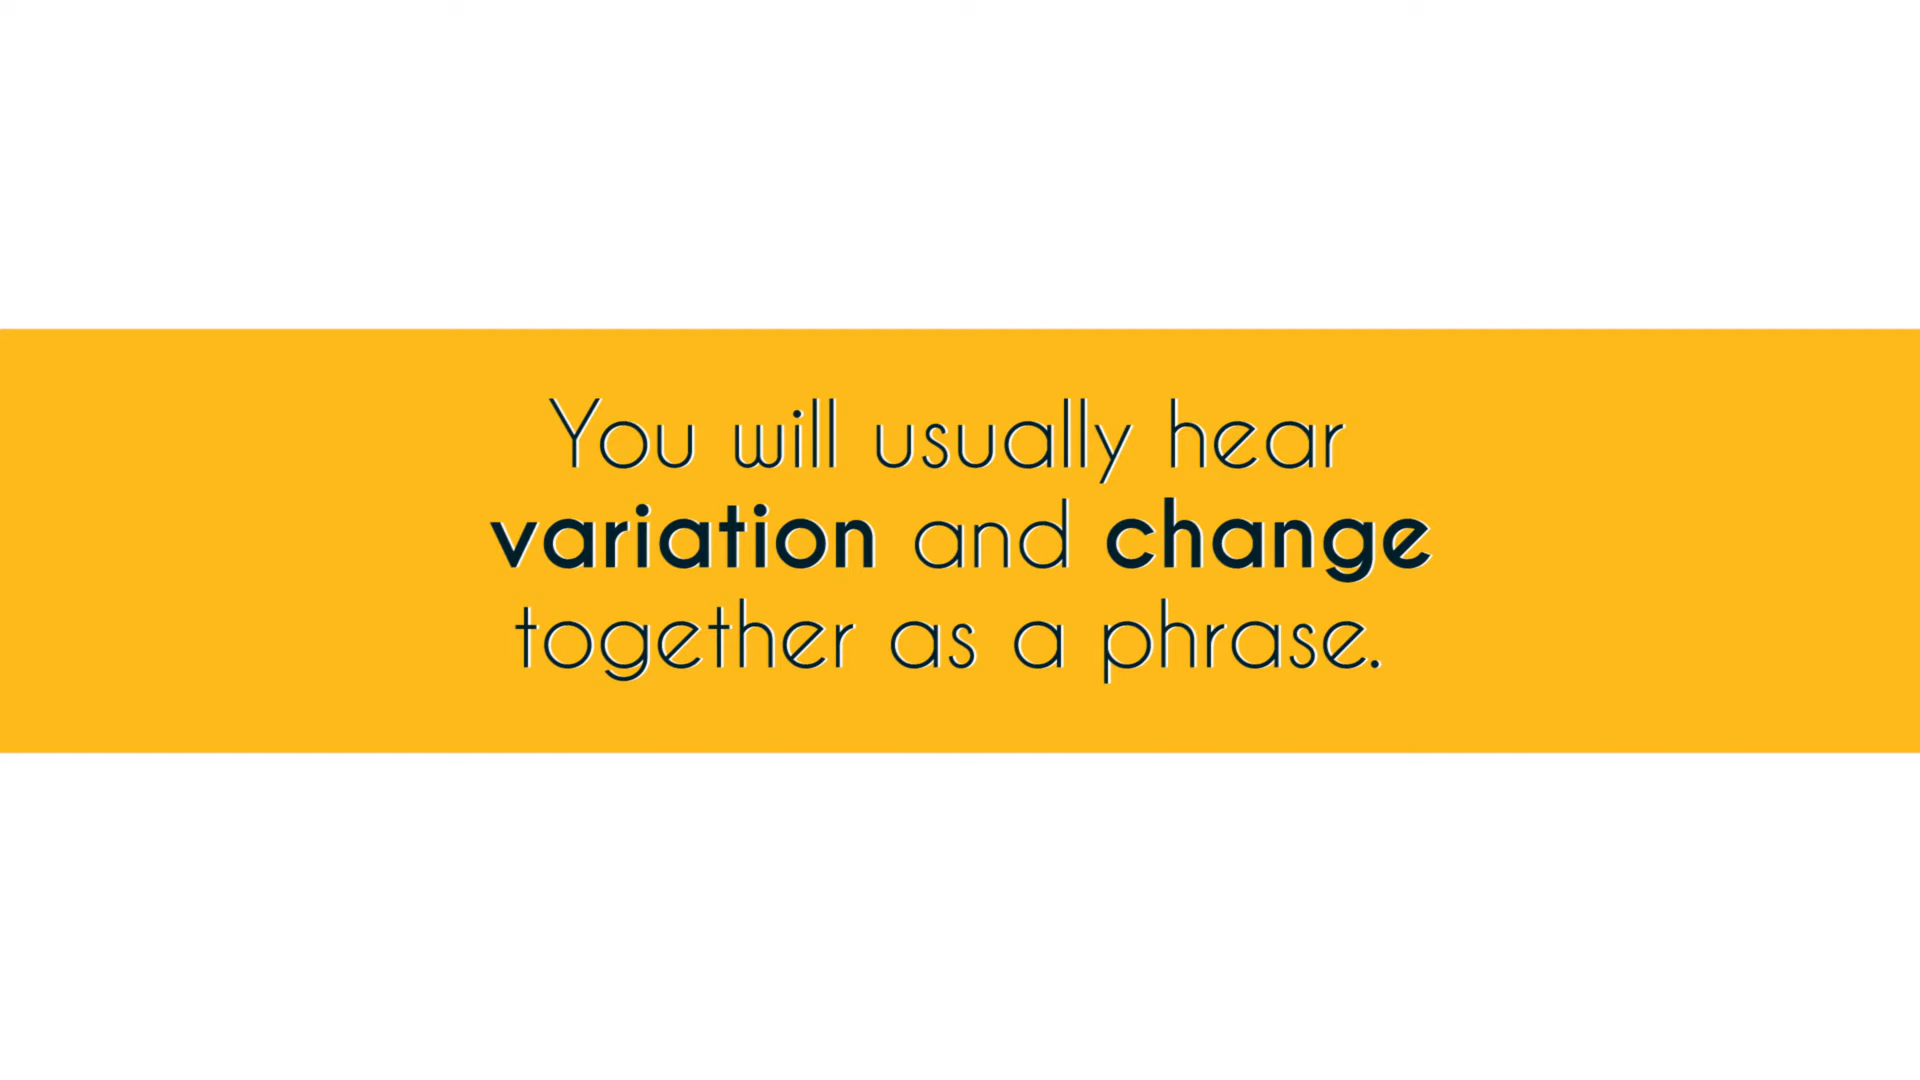 You will usually hear
variation and change
together as a phrase.